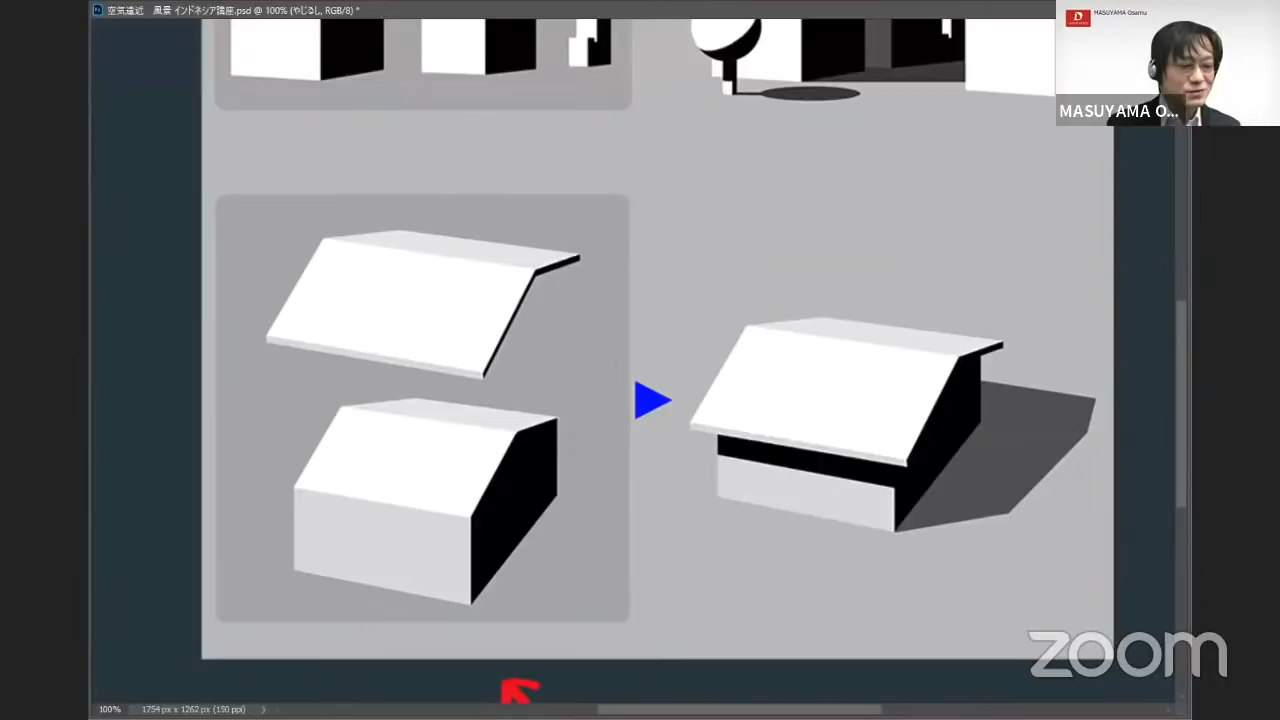 空気遠近 風景 インドネシア講座.psd @ 100% (やじるし, RGB/8) *
MASUYAMA Osamu
D
MASUYAMA O...
zoom
100% 1754 px x 1262 px (150 ppi)